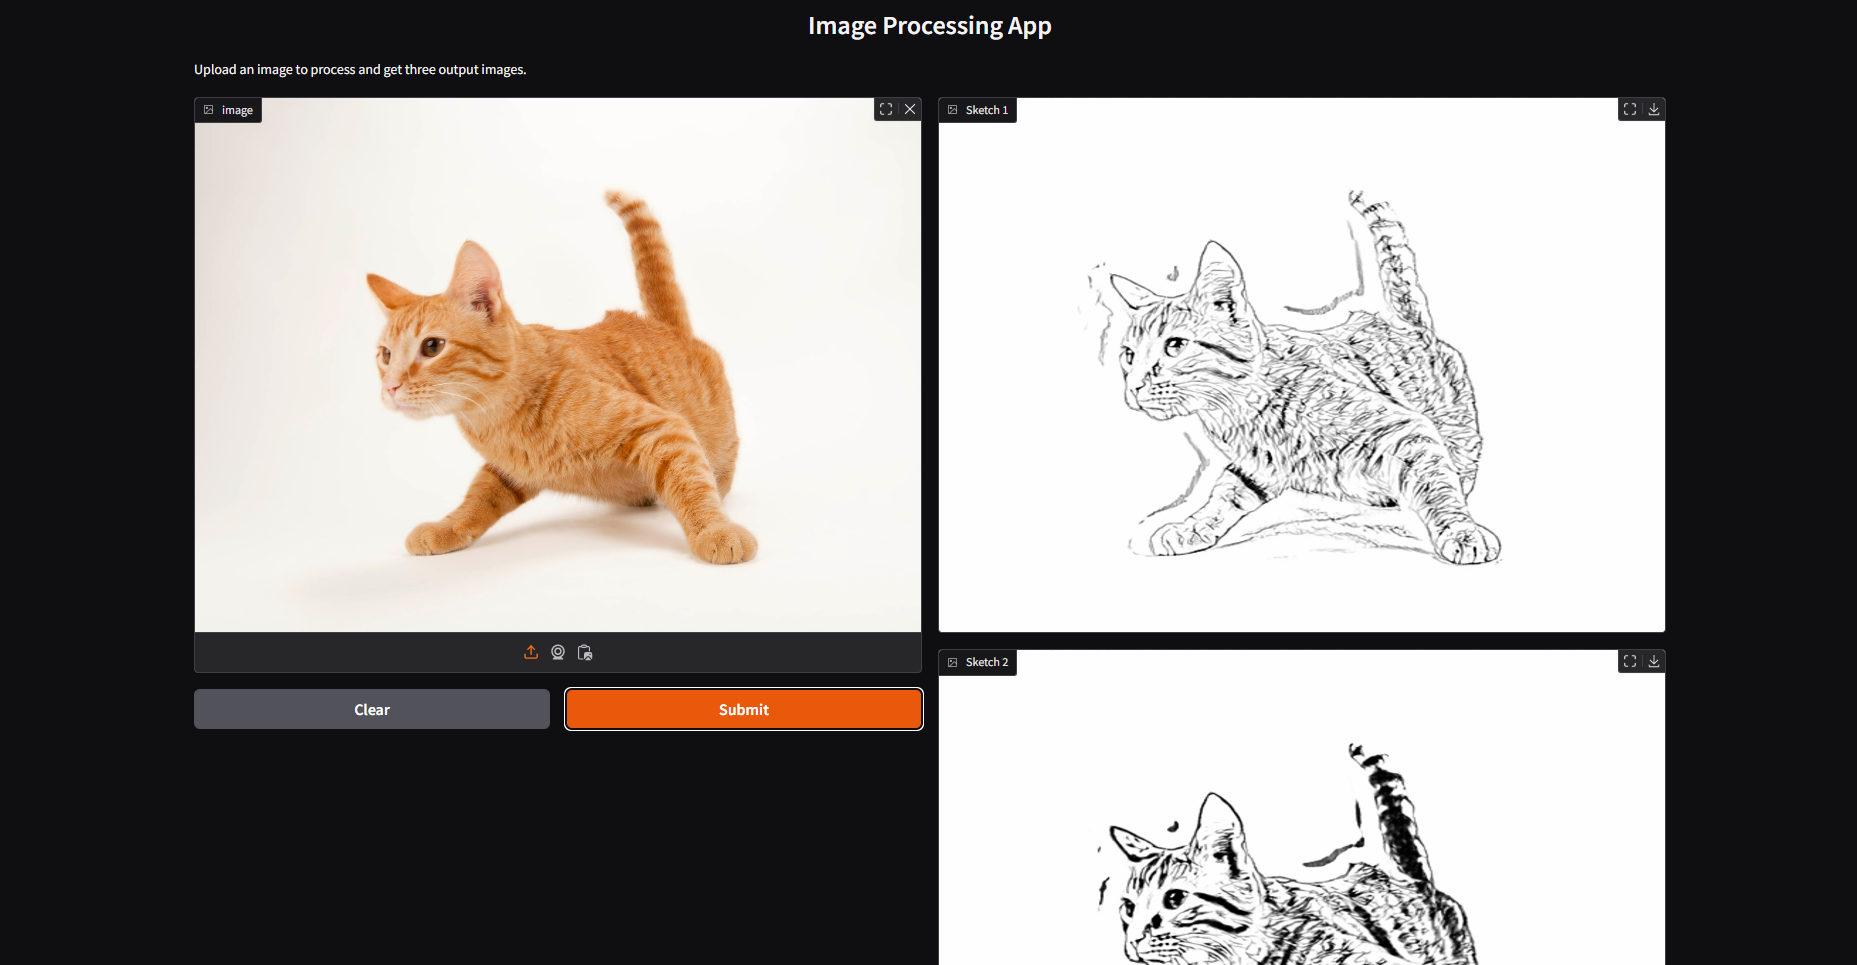 Image Processing App
Upload an image to process and get three output images.
image
Sketch 1
Sketch 2
Clear
Submit